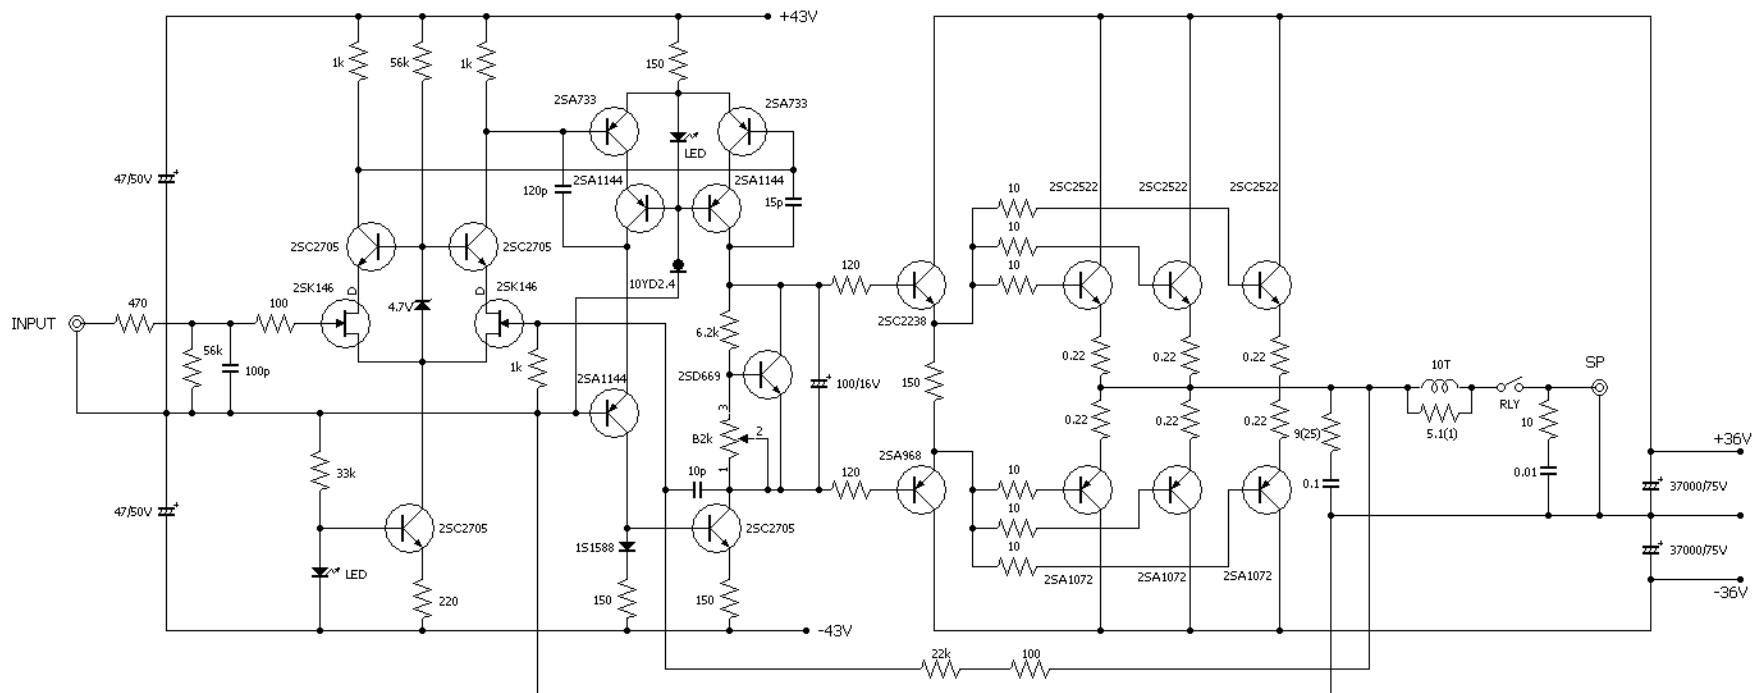 +43V
1k
56k
1k
150
2SA733
2SA733
LED
47/50V
120p
2SA1144
2SA1144
15p
10
2SC2522
2SC2522
2SC2522
10
10
2SC2705
2SC2705
2SK146
D
D
2SK146
4.7V
10YD2.4
120
2SC2238
INPUT
470
100
56k
100p
1k
6.2k
2SD669
100/16V
150
0.22
0.22
0.22
10T
SP
RLY
5.1(1)
10
0.01
2SA1144
3
B2k
2
1
0.22
0.22
0.22
9(25)
0.1
33k
10p
120
2SA968
10
10
10
+36V
37000/75V
37000/75V
-36V
47/50V
2SC2705
2SC2705
1S1588
LED
220
150
150
2SA1072
2SA1072
2SA1072
-43V
22k
100